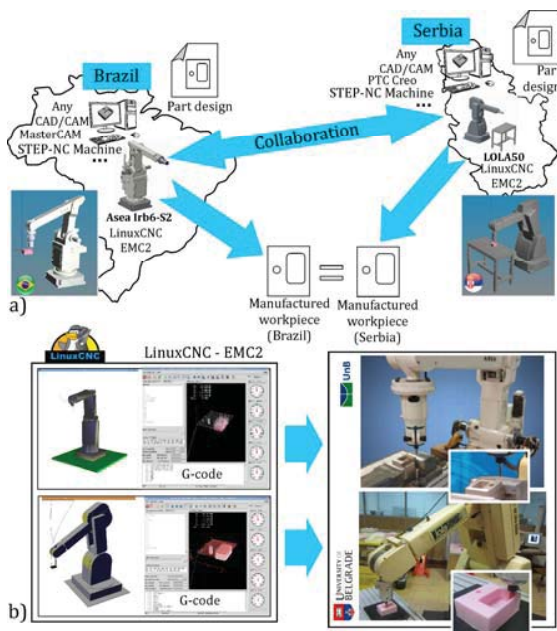 Brazil
Any
CAD/CAM
MasterCAM
STEP-NC Machine
...
Part design
Serbia
Any
CAD/CAM
PTC Creo
STEP-NC Machine
...
Part
design
Collaboration
Asea Irb6-S2
LinuxCNC
EMC2
LOLA50
LinuxCNC
EMC2
Manufactured
workpiece
(Brazil)
Manufactured
workpiece
(Serbia)
a)
LinuxCNC
LinuxCNC - EMC2
G-code
G-code
UnB
UNIVERSITY OF
BELGRADE
b)